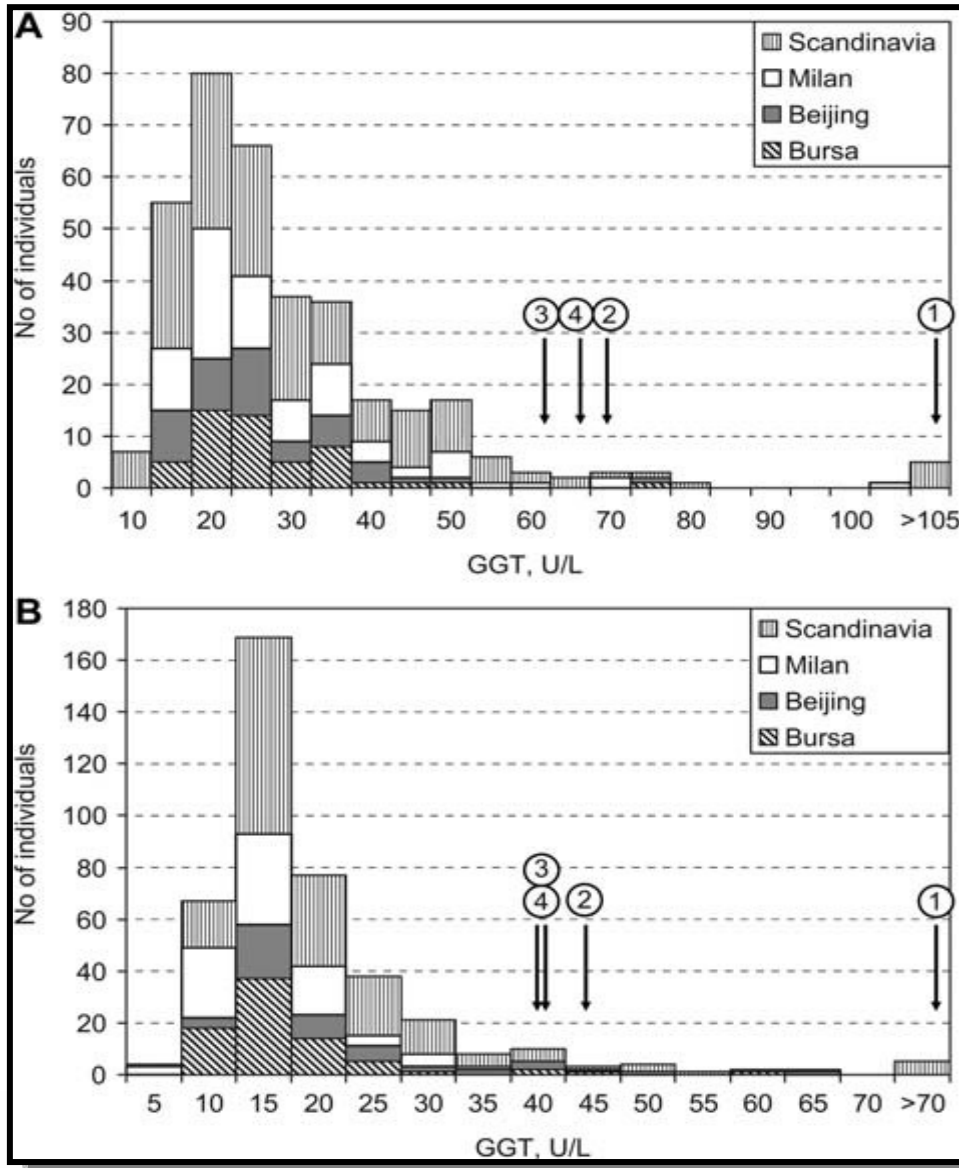 A
90
80
70
60
50
40
30
20
10
0
No of individuals
Scandinavia
Milan
Beijing
Bursa
3 4 2 1
10 20 30 40 50 60 70 80 90 100 >105
GGT, U/L
B
180
160
140
120
100
80
60
40
20
0
No of individuals
Scandinavia
Milan
Beijing
Bursa
3
4 2 1
5 10 15 20 25 30 35 40 45 50 55 60 65 70 >70
GGT, U/L